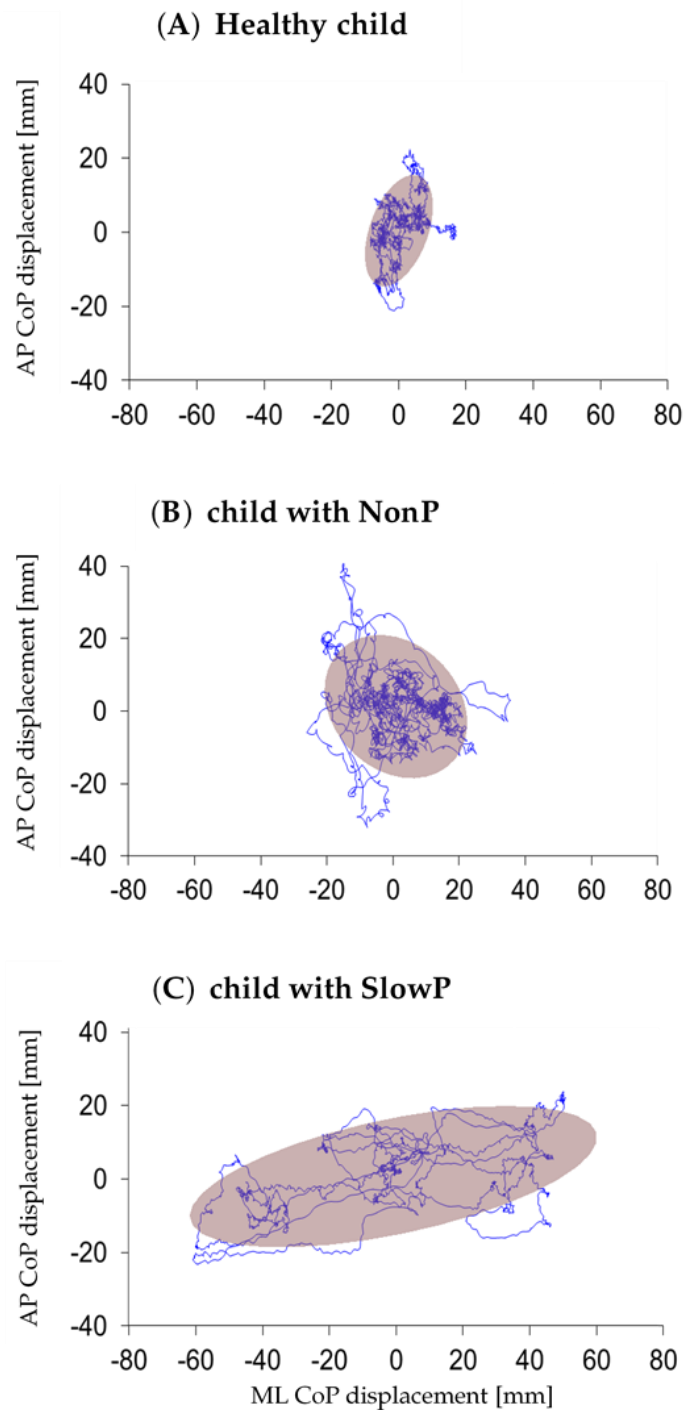 (A) Healthy child
AP CoP displacement [mm]
40
20
0
-20
-40
-80 -60 -40 -20 0 20 40 60 80
(B) child with NonP
AP CoP displacement [mm]
40
20
0
-20
-40
-80 -60 -40 -20 0 20 40 60 80
(C) child with SlowP
AP CoP displacement [mm]
40
20
0
-20
-40
-80 -60 -40 -20 0 20 40 60 80
ML CoP displacement [mm]